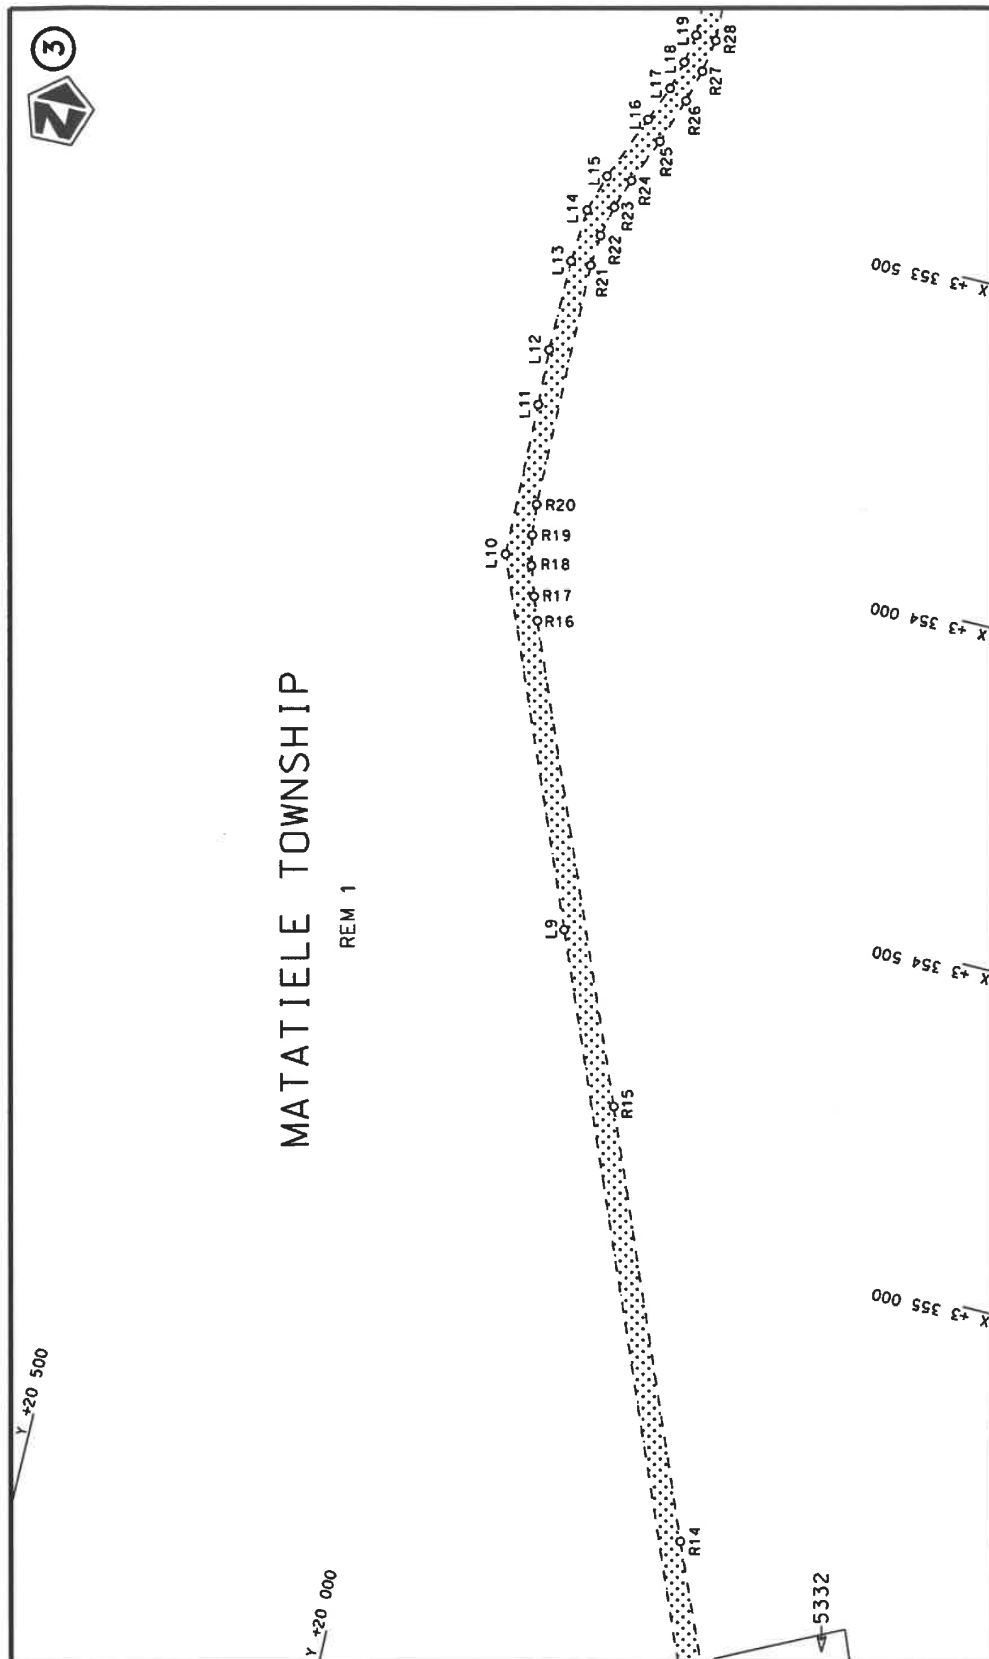 3
N
MATATIELE TOWNSHIP
REM 1
L9
L10
L11
L12
L13
L14
L15
L16
L17
L18
L19
R14
R15
R16
R17
R18
R19
R20
R21
R22
R23
R24
R25
R26
R27
R28
Y +20 500
Y +20 000
X +3 353 500
X +3 354 000
X +3 354 500
X +3 355 000
5332